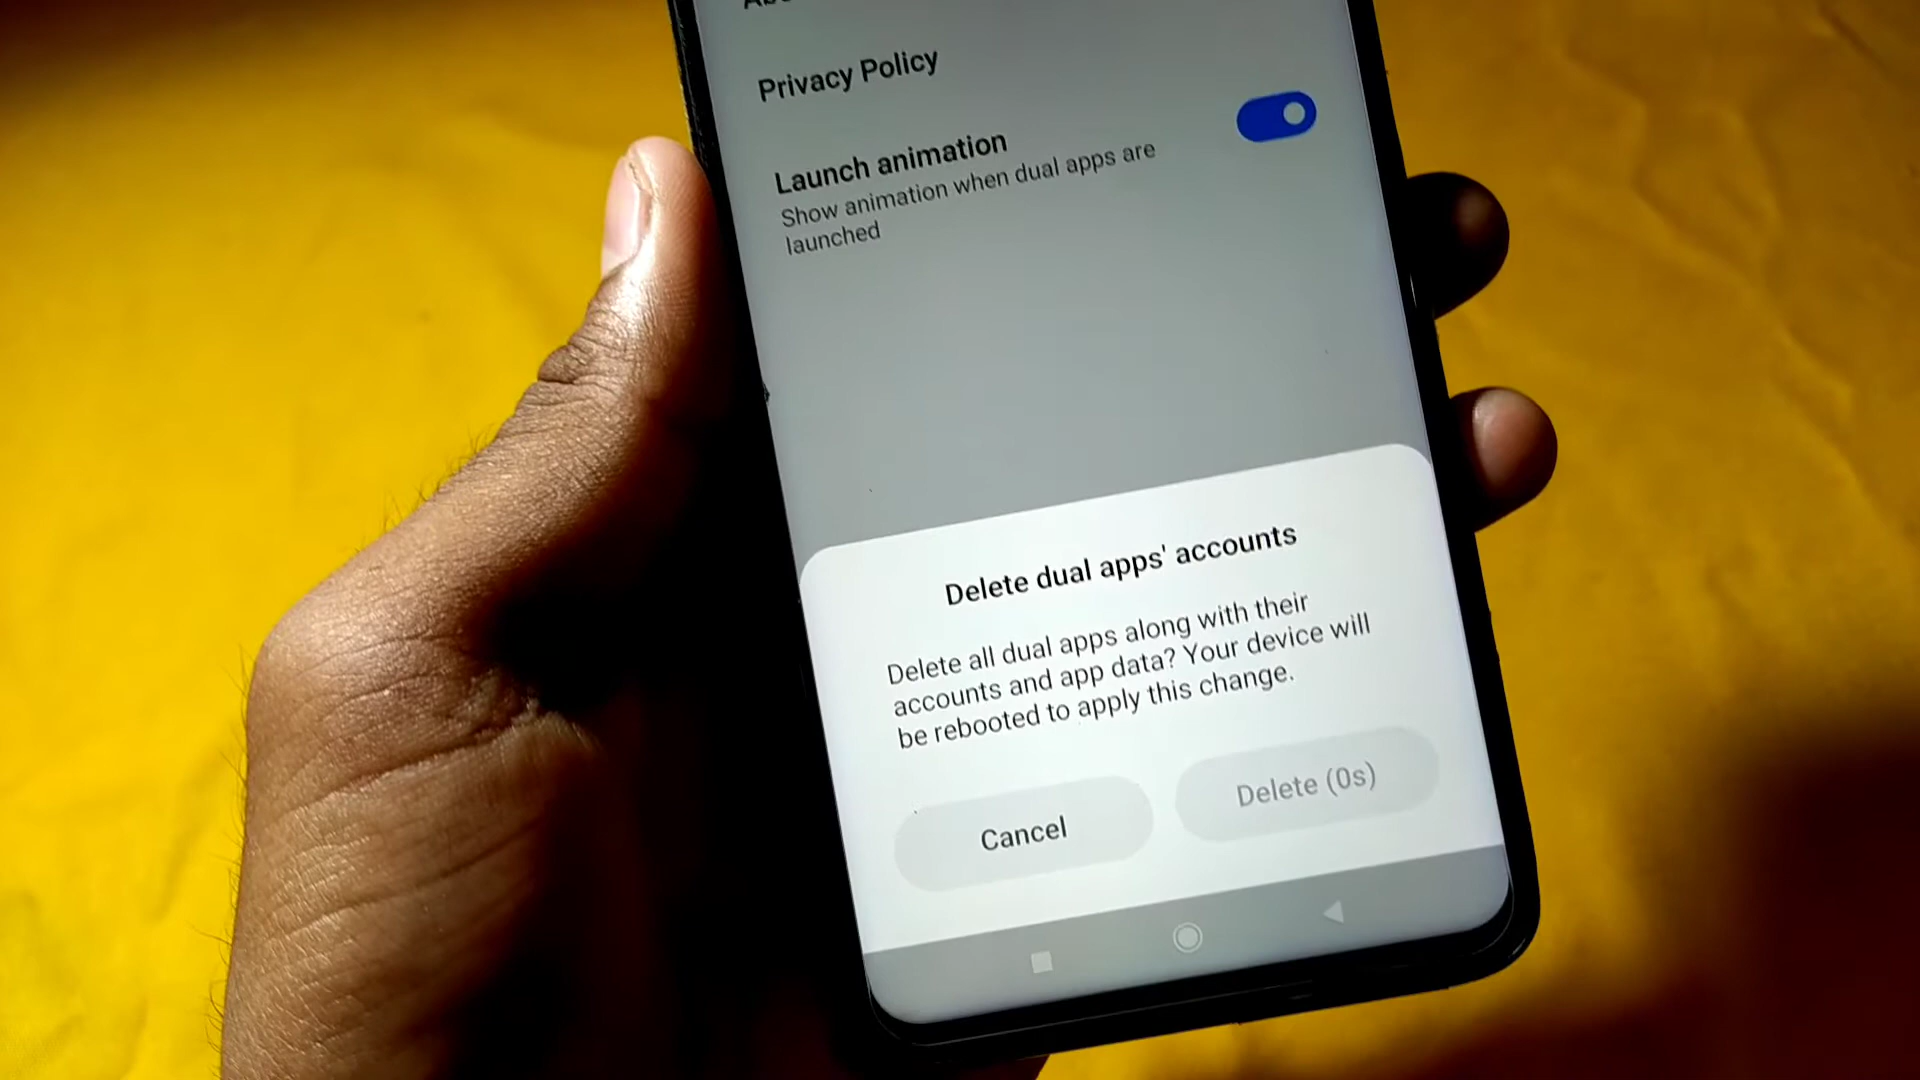 Privacy Policy
Launch animation
Show animation when dual apps are
launched
Delete dual apps' accounts
Delete all dual apps along with their
accounts and app data? Your device will
be rebooted to apply this change.
Cancel
Delete (0s)